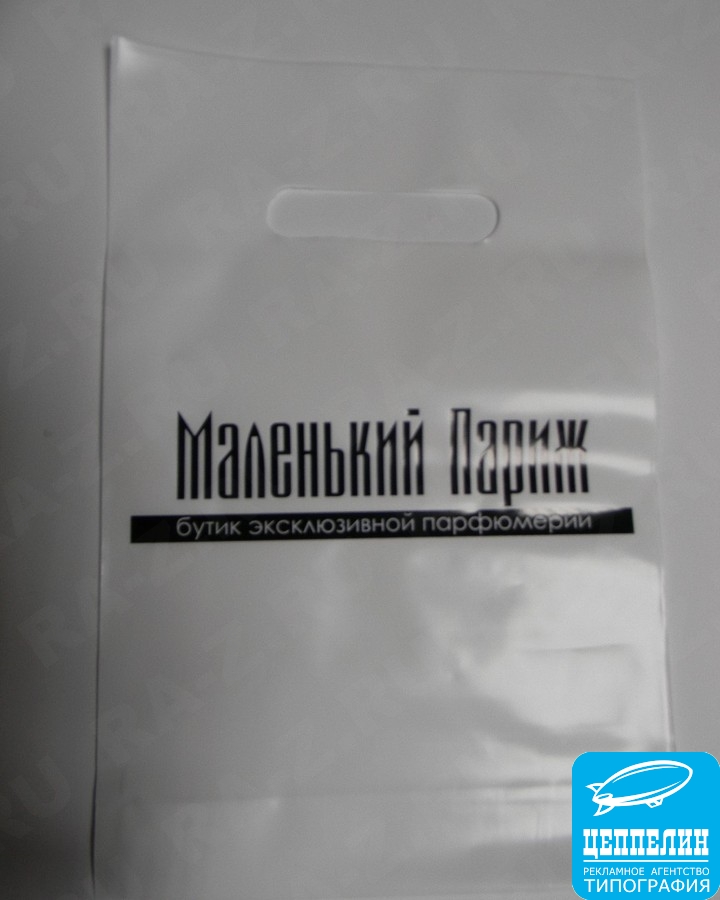 Маленький Париж
бутик эксклюзивной парфюмерии
ЦЕППЕЛИН
РЕКЛАМНОЕ АГЕНТСТВО
ТИПОГРАФИЯ